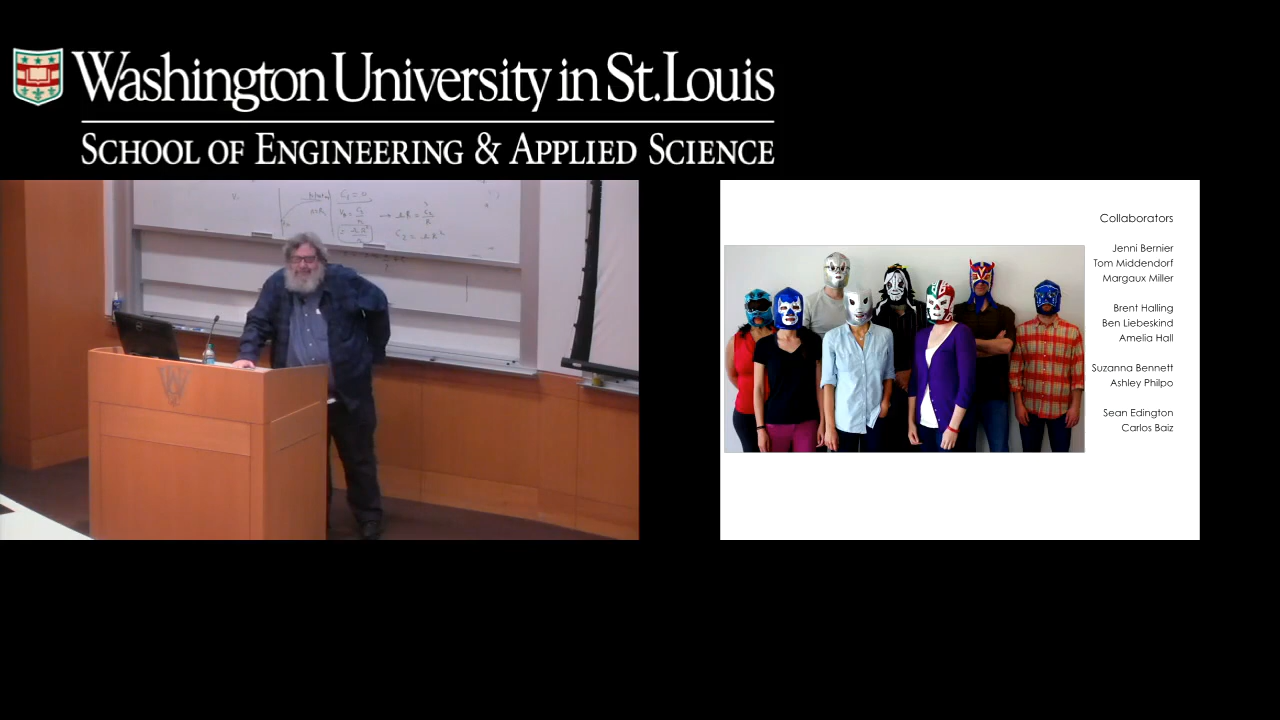 Washington University in St. Louis
SCHOOL OF ENGINEERING & APPLIED SCIENCE
Collaborators
Jenni Bernier
Tom Middendorf
Margaux Miller
Brent Halling
Ben Liebeskind
Amelia Hall
Suzanna Bennett
Ashley Philpo
Sean Edington
Carlos Baiz